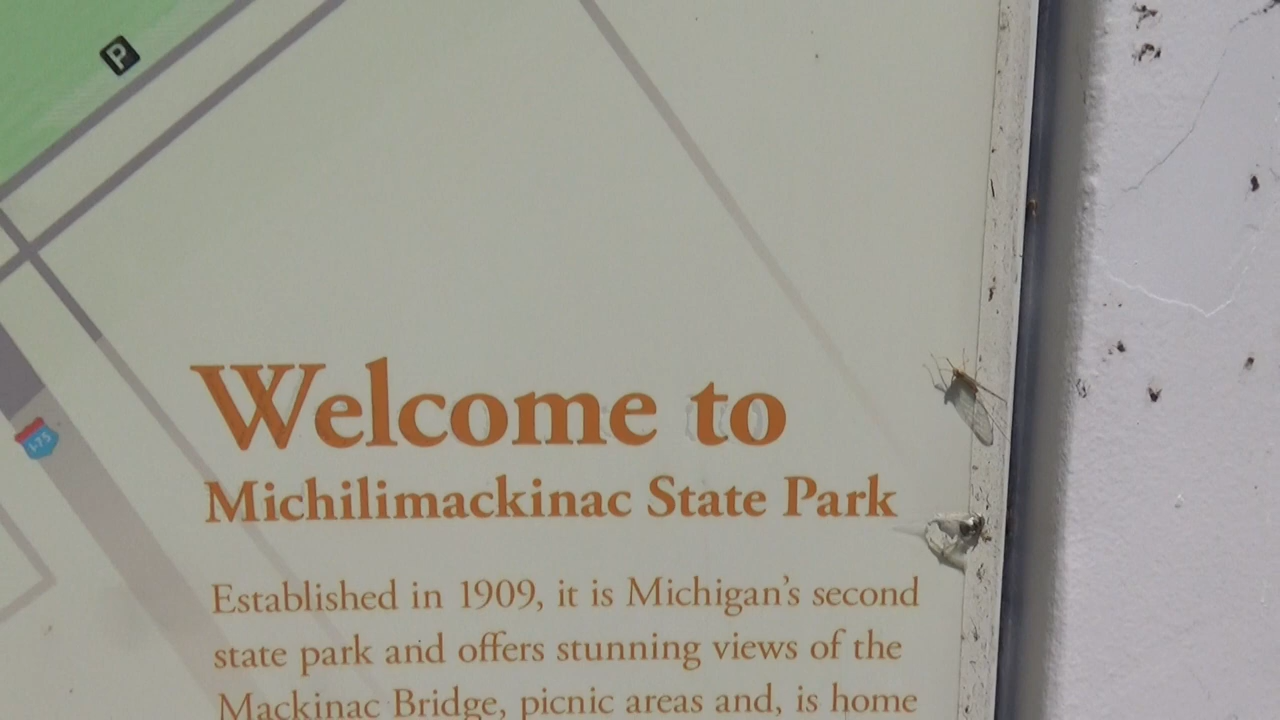 P
I-75
Welcome to
Michilimackinac State Park
Established in 1909, it is Michigan's second
state park and offers stunning views of the
Mackinac Bridge, picnic areas and, is home